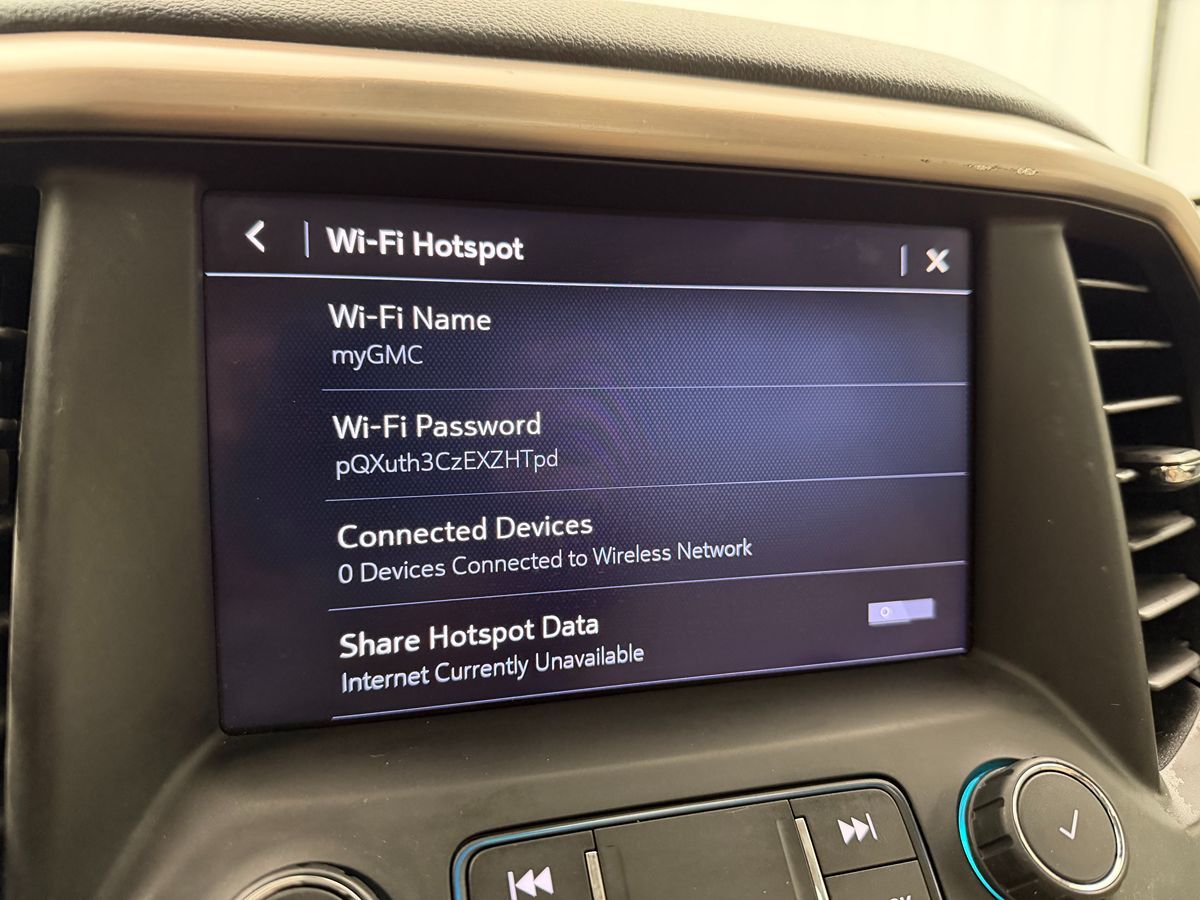 Wi-Fi Hotspot
Wi-Fi Name
myGMC
Wi-Fi Password
pQXuth3CzEXZHTpd
Connected Devices
0 Devices Connected to Wireless Network
Share Hotspot Data
Internet Currently Unavailable